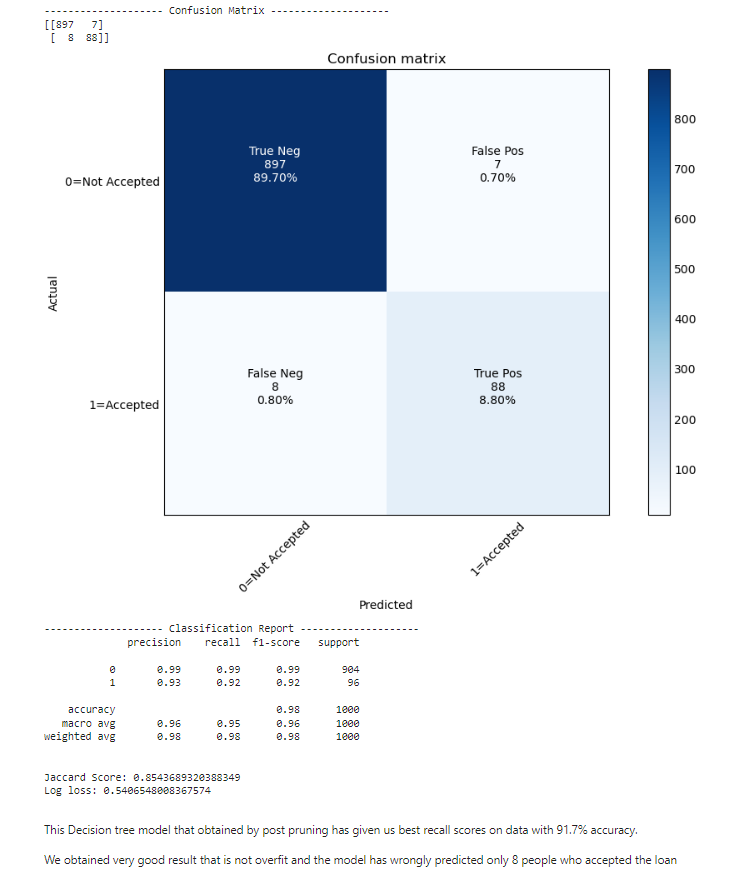 -------------------- Confusion Matrix --------------------
[[897   7]
 [  8  88]]
Confusion matrix
True Neg
897
89.70%
False Pos
7
0.70%
0=Not Accepted
800
700
600
500
400
300
200
100
Actual
False Neg
8
0.80%
True Pos
88
8.80%
1=Accepted
0=Not Accepted
1=Accepted
Predicted
-------------------- Classification Report --------------------
precision    recall  f1-score   support
0       0.99      0.99      0.99       904
1       0.93      0.92      0.92        96
accuracy                           0.98      1000
macro avg       0.96      0.95      0.96      1000
weighted avg       0.98      0.98      0.98      1000
Jaccard Score: 0.8543689320388349
Log loss: 0.5406548008367574
This Decision tree model that obtained by post pruning has given us best recall scores on data with 91.7% accuracy.
We obtained very good result that is not overfit and the model has wrongly predicted only 8 people who accepted the loan